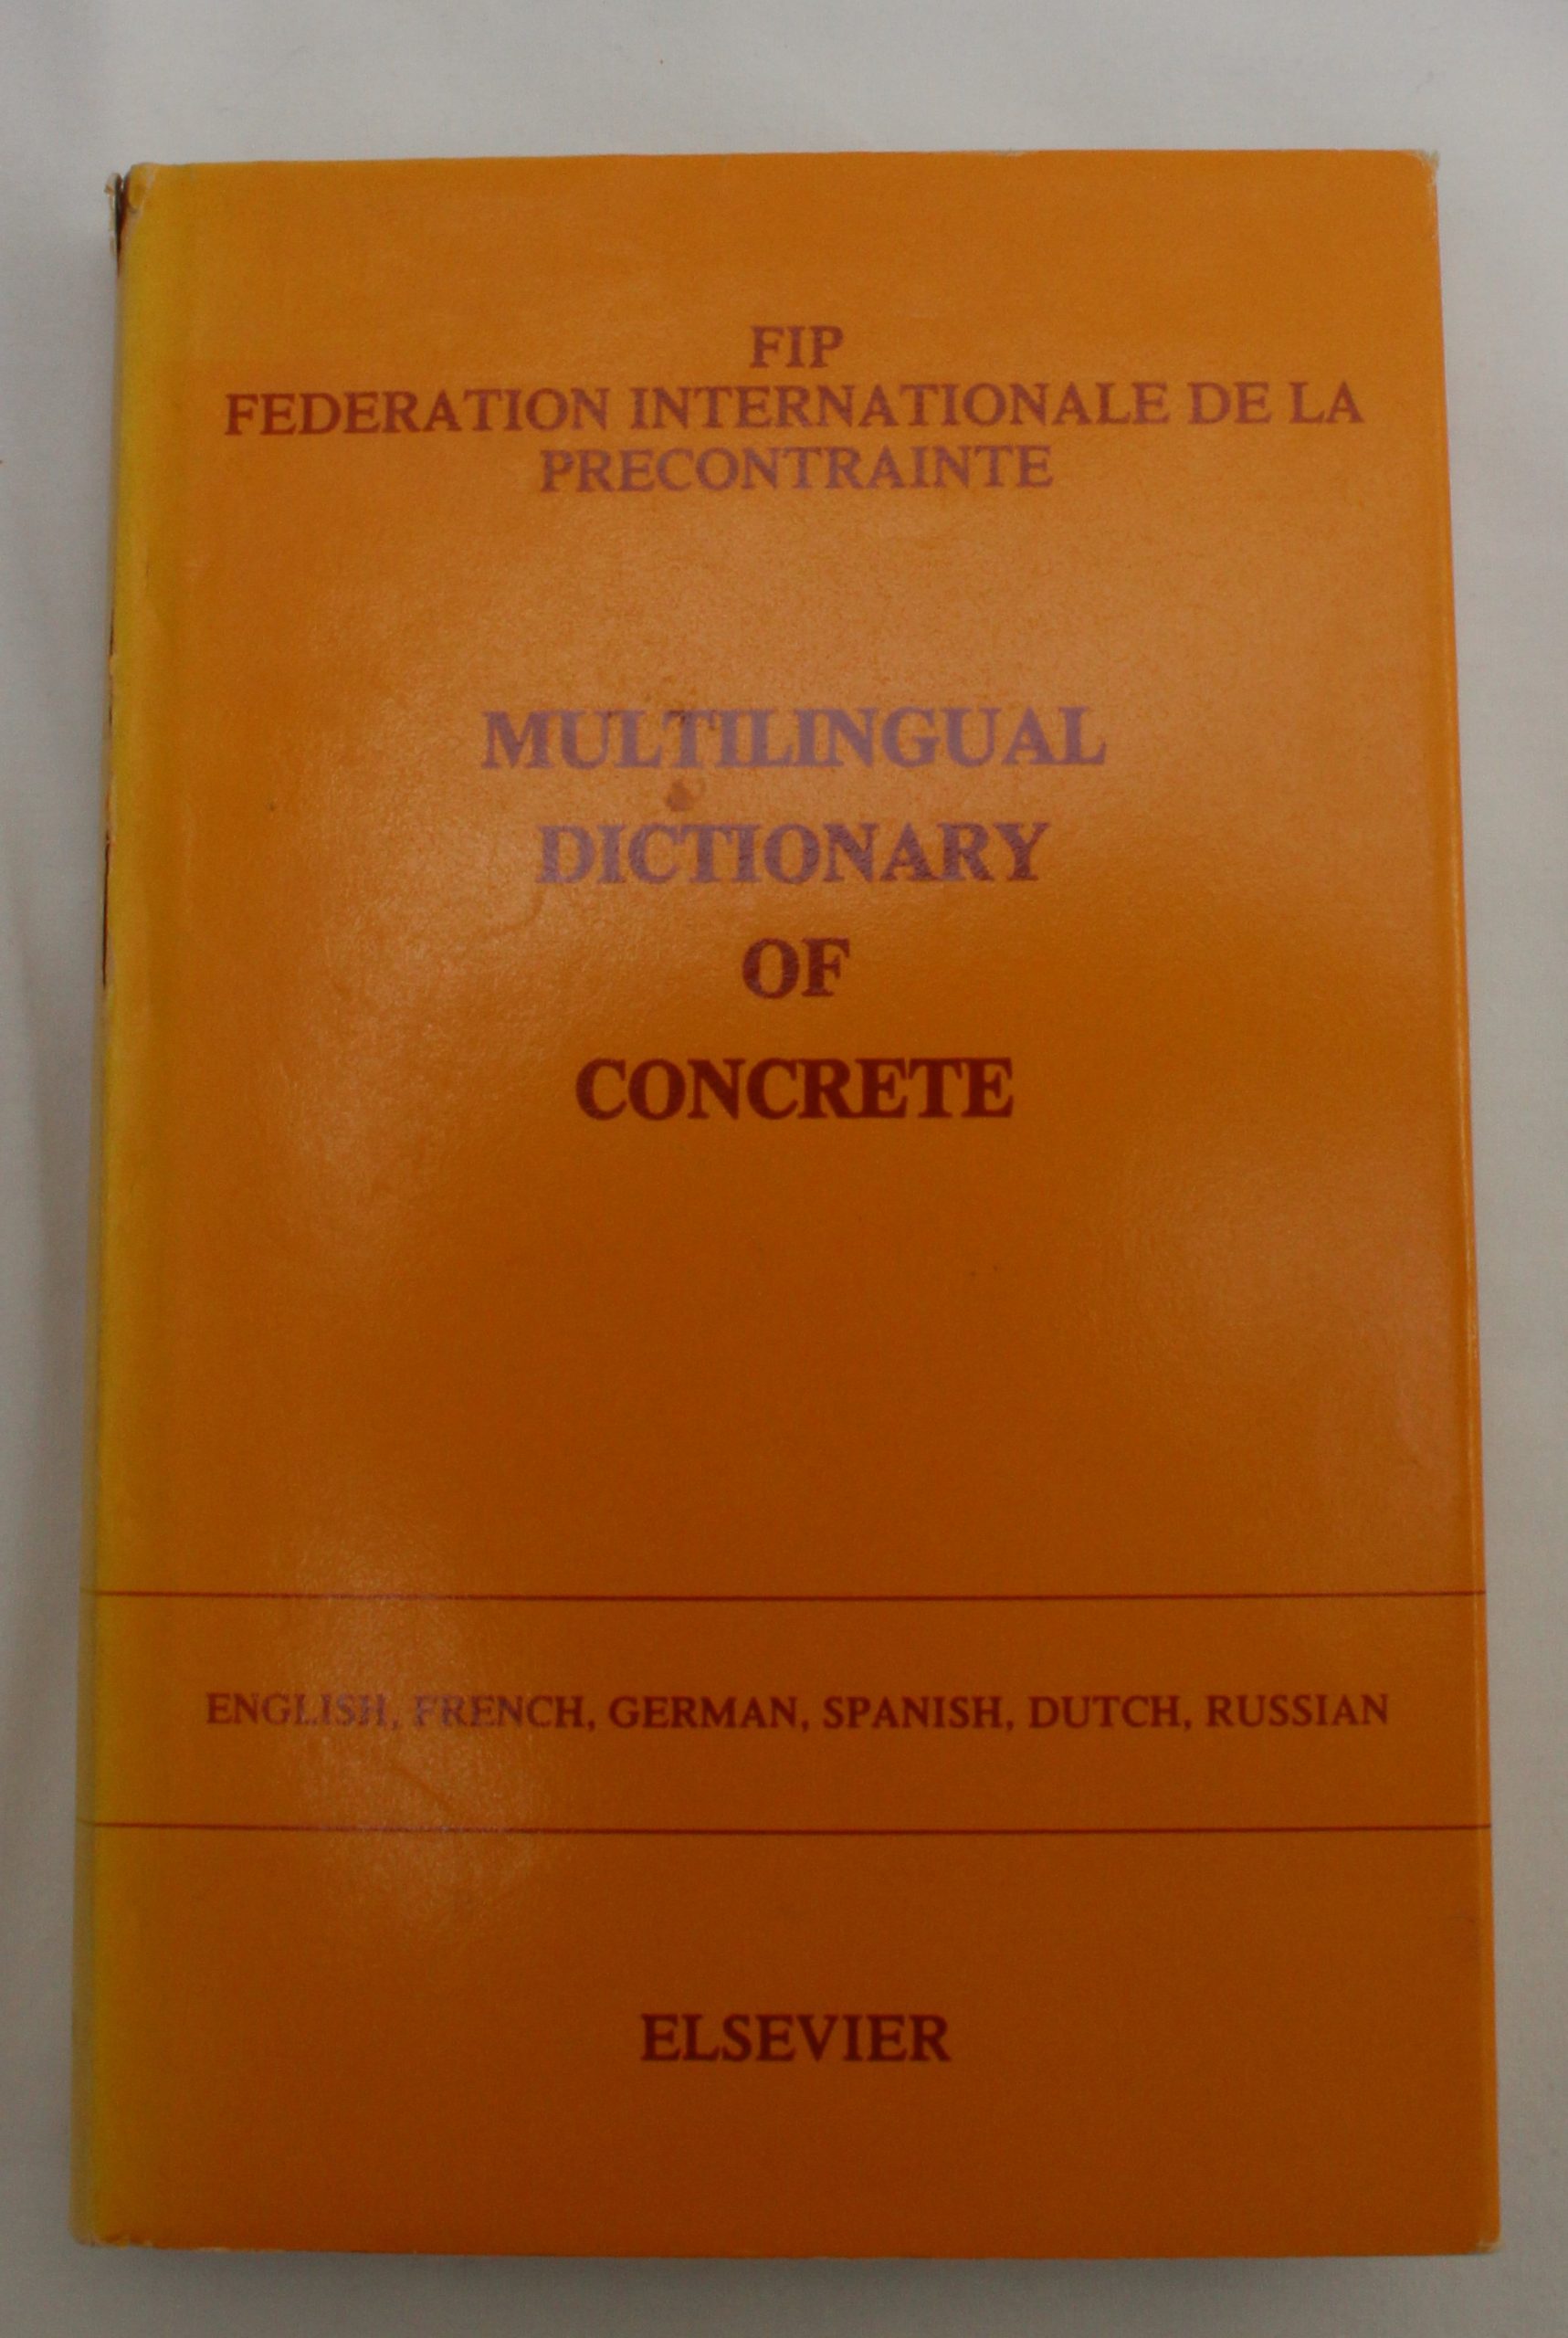 FIP
FEDERATION INTERNATIONALE DE LA
PRECONTRAINTE
MULTILINGUAL
DICTIONARY
OF
CONCRETE
ENGLISH, FRENCH, GERMAN, SPANISH, DUTCH, RUSSIAN
ELSEVIER